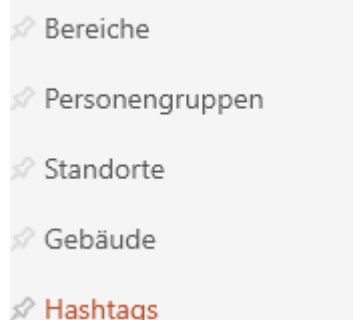 Bereiche
Personengruppen
Standorte
Gebäude
Hashtags